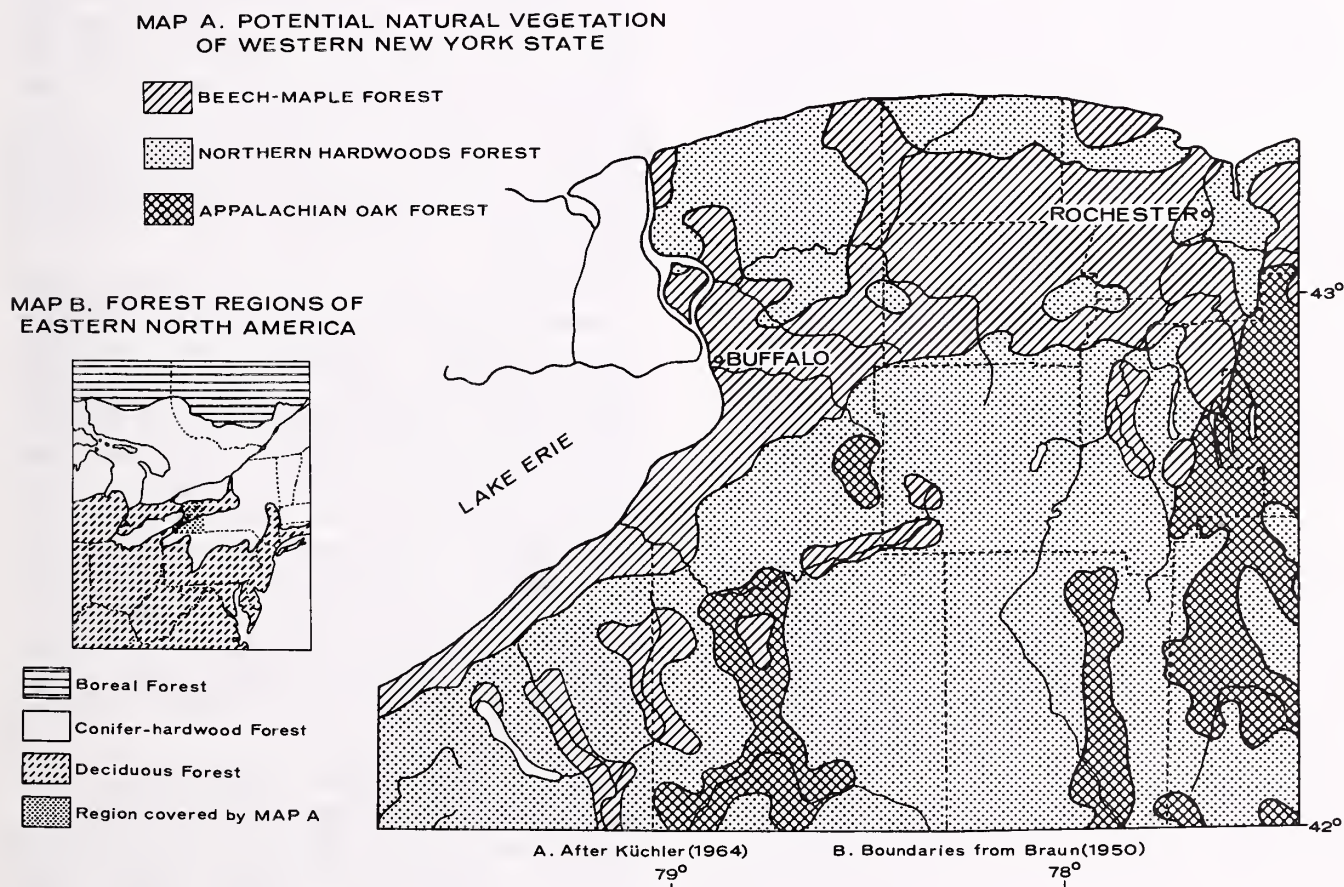 MAP A. POTENTIAL NATURAL VEGETATION
OF WESTERN NEW YORK STATE
BEECH-MAPLE FOREST
NORTHERN HARDWOODS FOREST
APPALACHIAN OAK FOREST
MAP B. FOREST REGIONS OF
EASTERN NORTH AMERICA
Boreal Forest
Conifer-hardwood Forest
Deciduous Forest
Region covered by MAP A
ROCHESTER
BUFFALO
LAKE ERIE
43°
42°
A. After Küchler(1964)
B. Boundaries from Braun(1950)
79°
78°